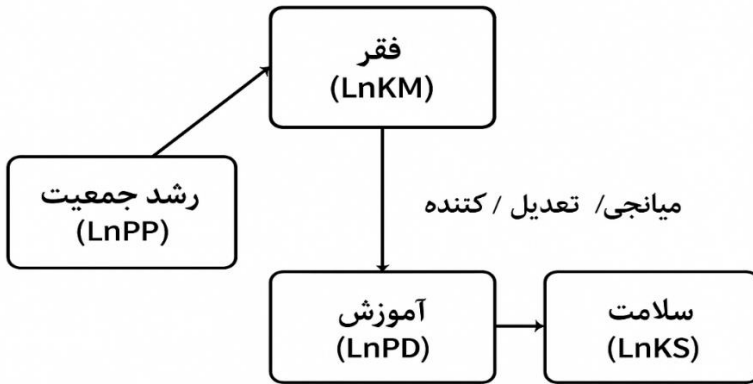 فقر
(LnKM)
رشد جمعیت
(LnPP)
میانجی/ تعدیل / کتنده
آموزش
(LnPD)
سلامت
(LnKS)